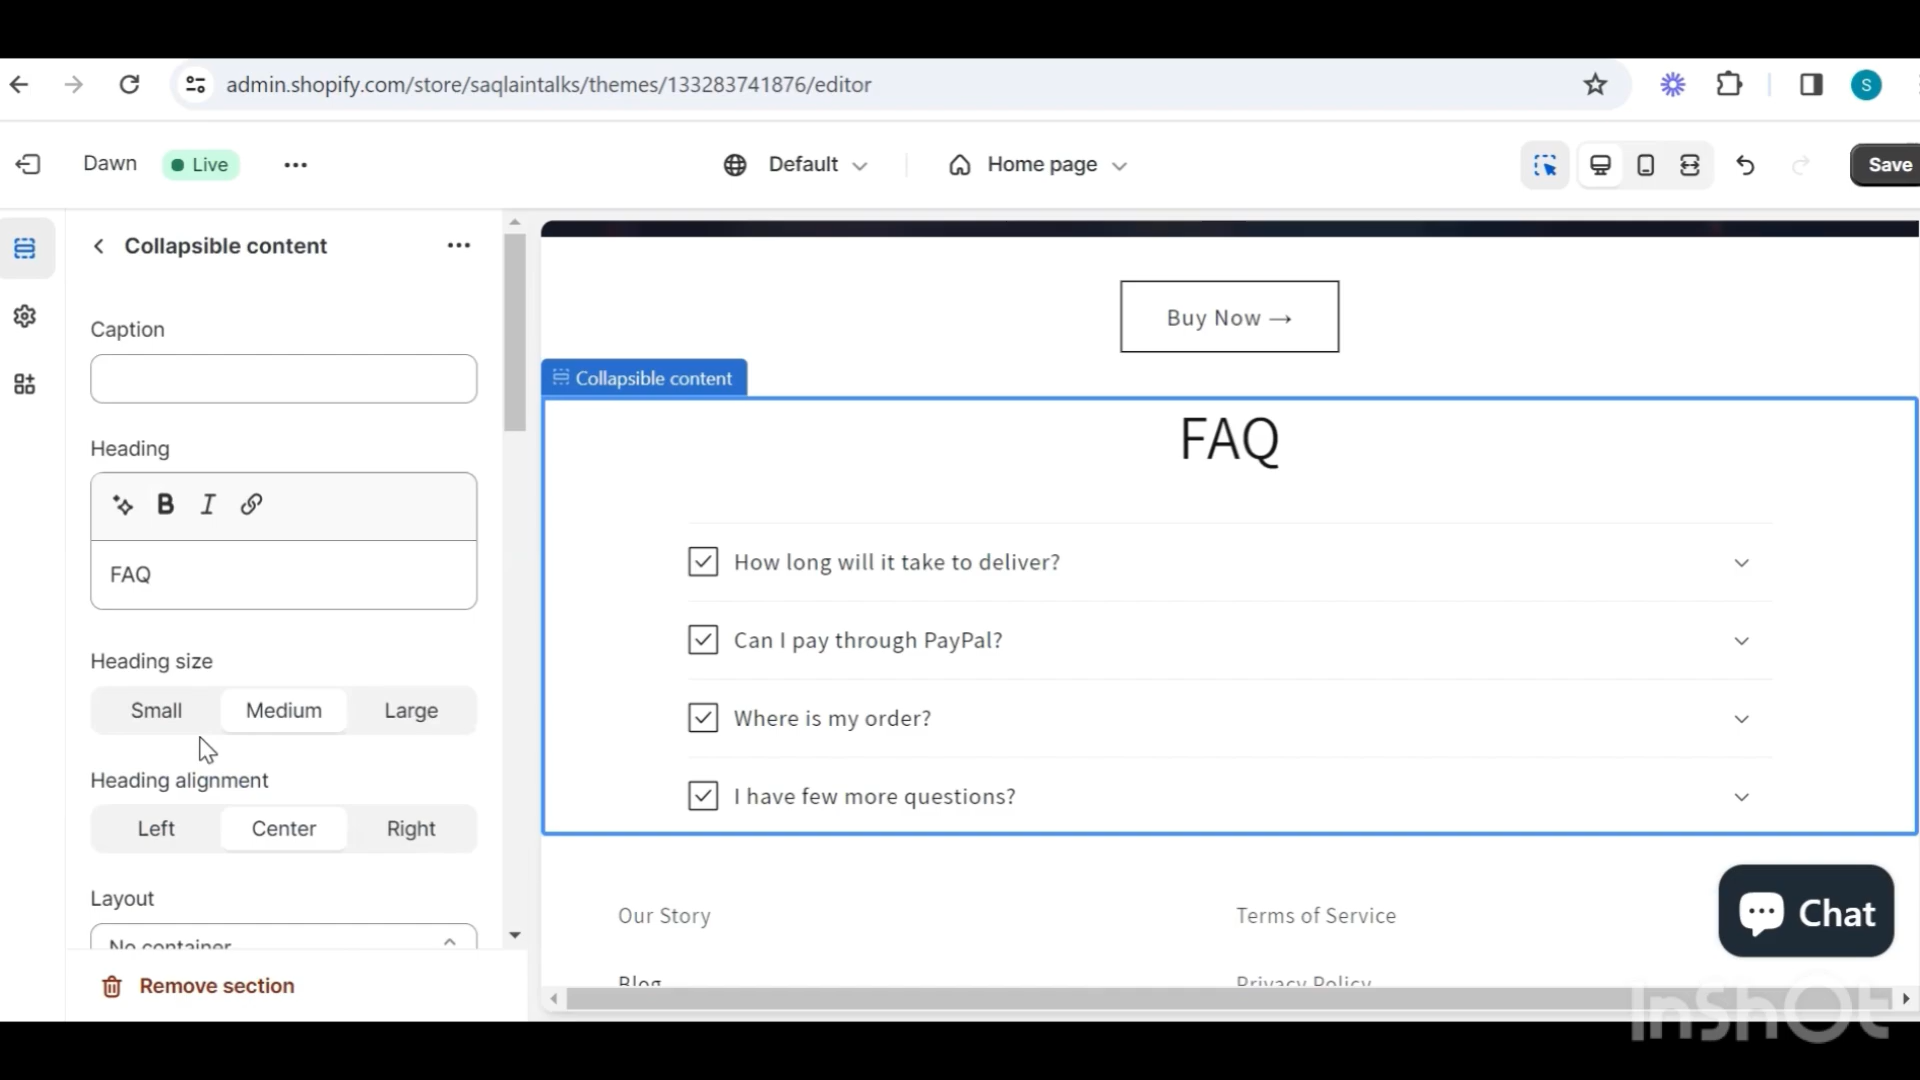 admin.shopify.com/store/saqlaintalks/themes/133283741876/editor
S
Dawn
Live
Default
Home page
Save
Collapsible content
Caption
Heading
B I
FAQ
Heading size
Small Medium Large
Heading alignment
Left Center Right
Layout
No container
Remove section
Buy Now →
Collapsible content
FAQ
How long will it take to deliver?
Can I pay through PayPal?
Where is my order?
I have few more questions?
Our Story
Terms of Service
Blog
Privacy Policy
Chat
InShOt